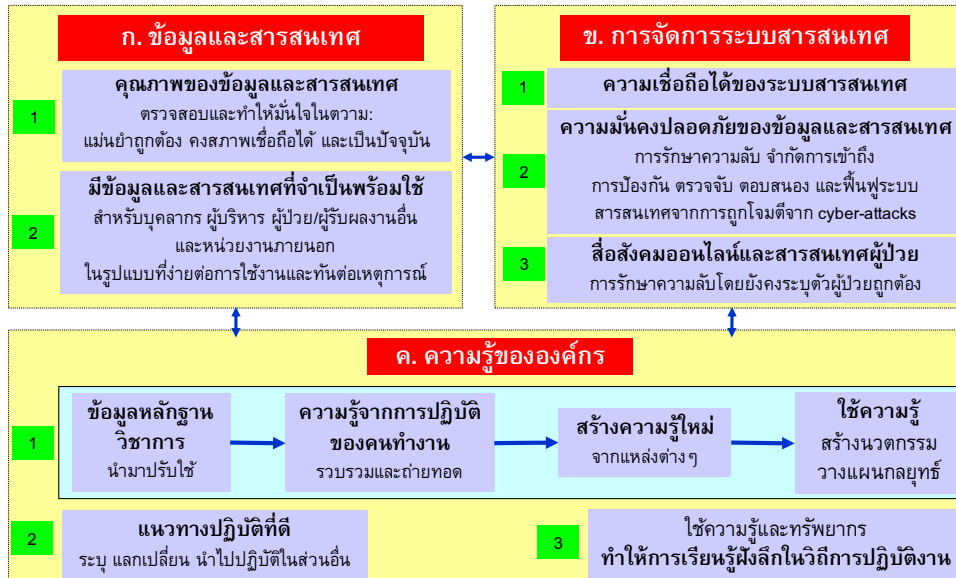 ก. ข้อมูลและสารสนเทศ
1
คุณภาพของข้อมูลและสารสนเทศ
ตรวจสอบและทำให้มั่นใจในตวาม:
แม่นยำถูกต้อง คงสภาพเชื่อถือได้ และเป็นปัจจุบัน
2
มีข้อมูลและสารสนเทศที่จำเป็นพร้อมใช้
สำหรับบุคลากร ผู้บริหาร ผู้ป่วย/ผู้รับผลงานอื่น
และหน่วยงานภายนอก
ในรูปแบบที่ง่ายต่อการใช้งานและทันต่อเหตุการณ์
ข. การจัดการระบบสารสนเทศ
1
ความเชื่อถือได้ของระบบสารสนเทศ
2
ความมั่นคงปลอดภัยของข้อมูลและสารสนเทศ
การรักษาความลับ จำกัดการเข้าถึง
การป้องกัน ตรวจจับ ตอบสนอง และฟื้นฟูระบบ
สารสนเทศจากการถูกโจมตีจาก cyber-attacks
3
สื่อสังคมออนไลน์และสารสนเทศผู้ป่วย
การรักษาความลับโดยยังคงระบุตัวผู้ป่วยถูกต้อง
ค. ความรู้ขององค์กร
1
ข้อมูลหลักฐาน
วิชาการ
นำมาปรับใช้
ความรู้จากการปฏิบัติ
ของคนทำงาน
รวบรวมและถ่ายทอด
สร้างความรู้ใหม่
จากแหล่งต่างๆ
ใช้ความรู้
สร้างนวตกรรม
วางแผนกลยุทธ์
2
แนวทางปฏิบัติที่ดี
ระบุ แลกเปลี่ยน นำไปปฏิบัติในส่วนอื่น
3
ใช้ความรู้และทรัพยากร
ทำให้การเรียนรู้ฝังลึกในวิถีการปฏิบัติงาน